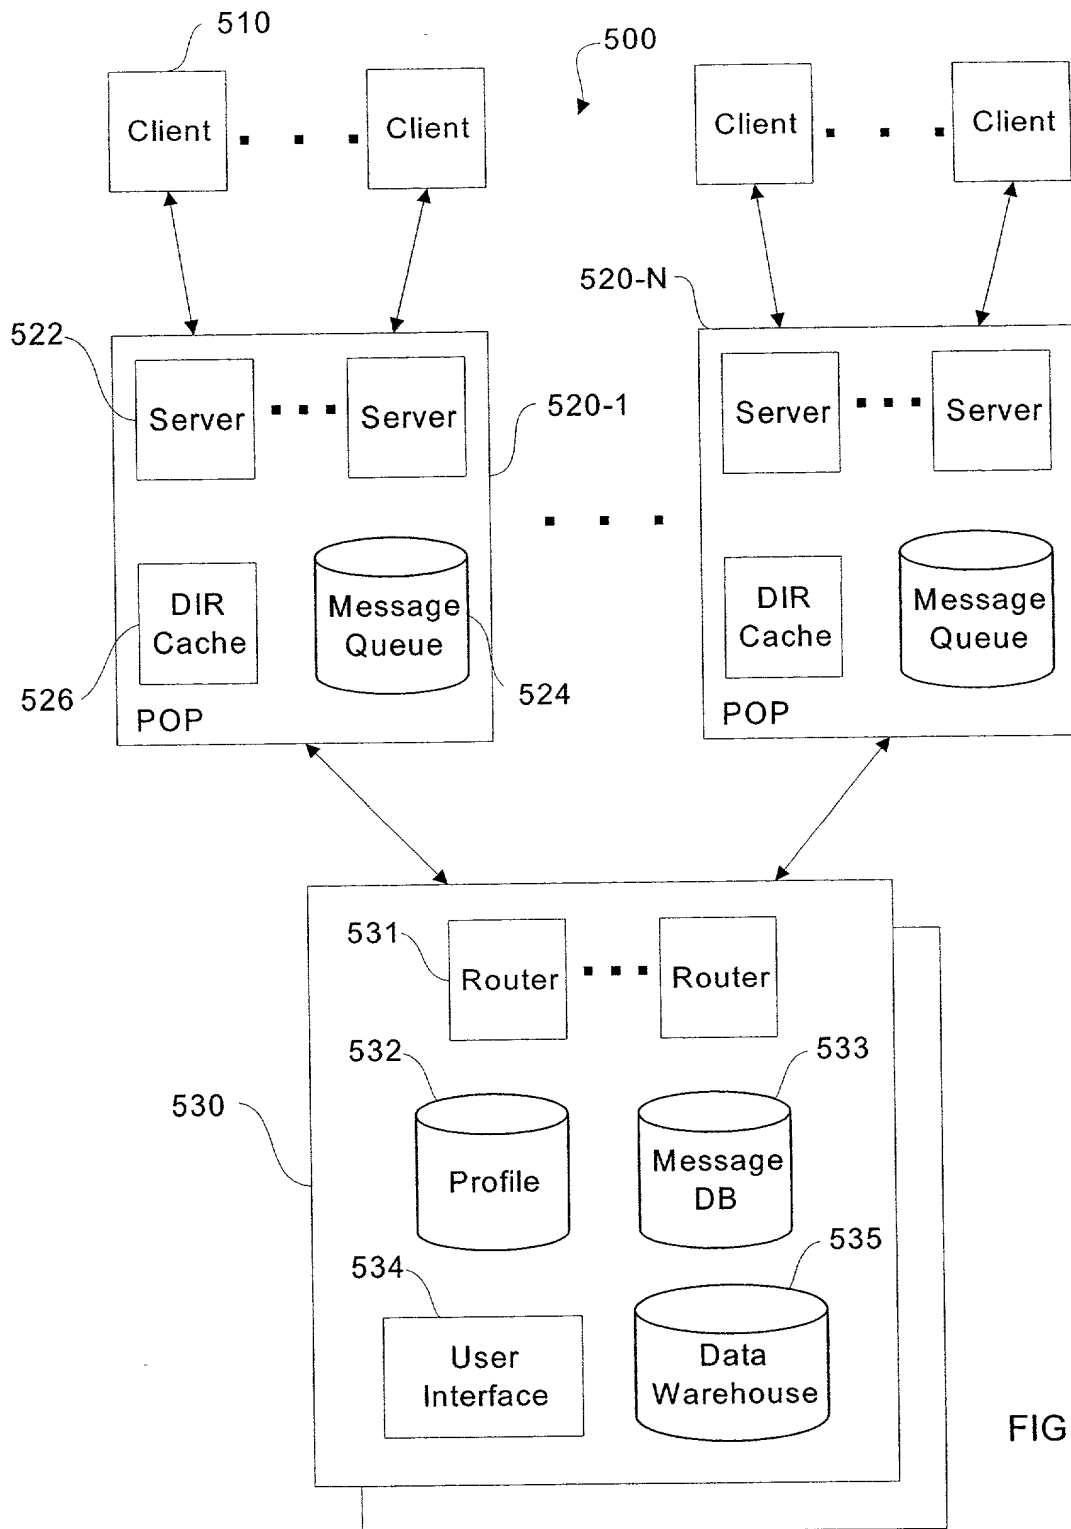 510
500
Client
Client
Client
Client
520-N
522
Server
Server
520-1
Server
Server
DIR
Cache
Message
Queue
DIR
Cache
Message
Queue
526
524
POP
POP
531
Router
Router
532
533
530
Profile
Message
DB
534
535
User
Interface
Data
Warehouse
FIG